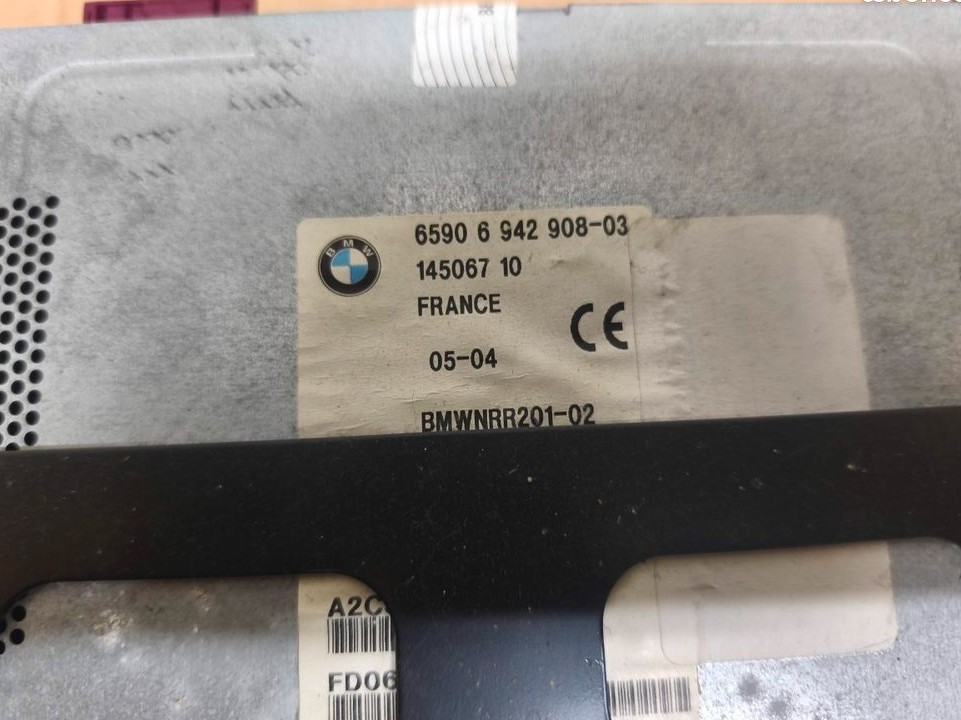 BMW
6590 6 942 908-03
145067 10
FRANCE
CE
05-04
BMWNRR201-02
A2C
FD06